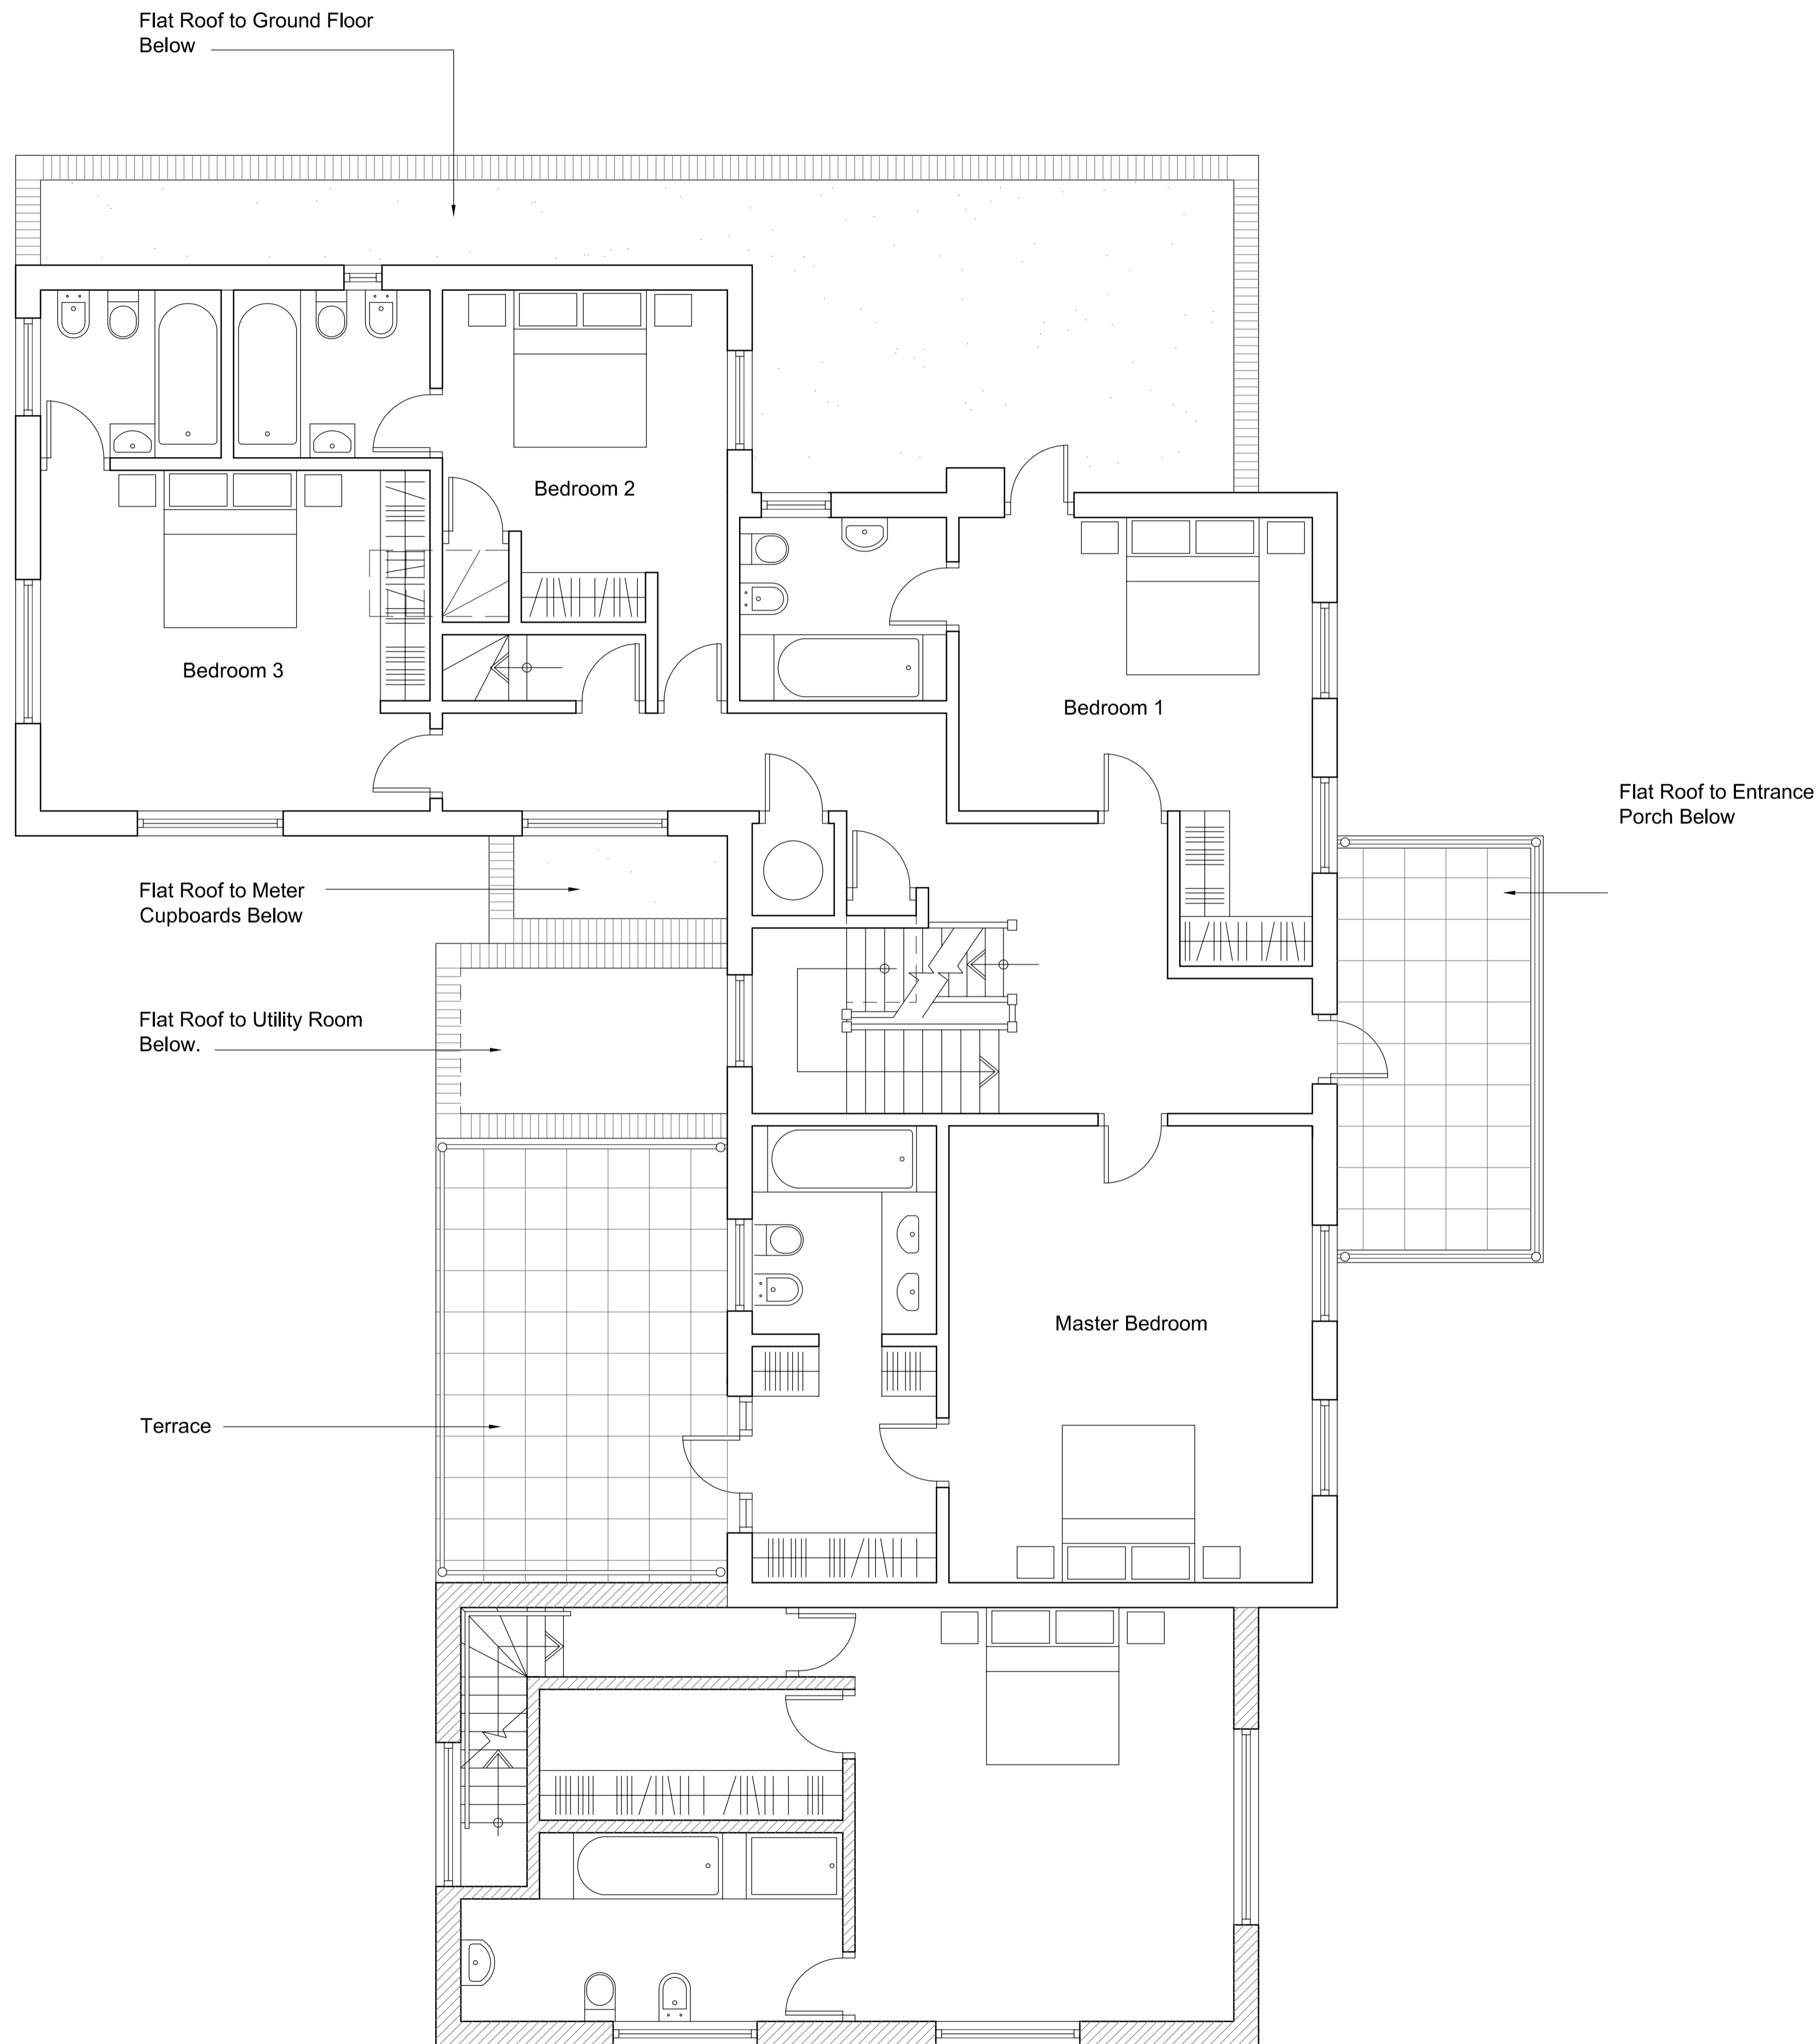 Flat Roof to Ground Floor
Below
Bedroom 2
Bedroom 3
Bedroom 1
Flat Roof to Entrance
Porch Below
Flat Roof to Meter
Cupboards Below
Flat Roof to Utility Room
Below.
Master Bedroom
Terrace